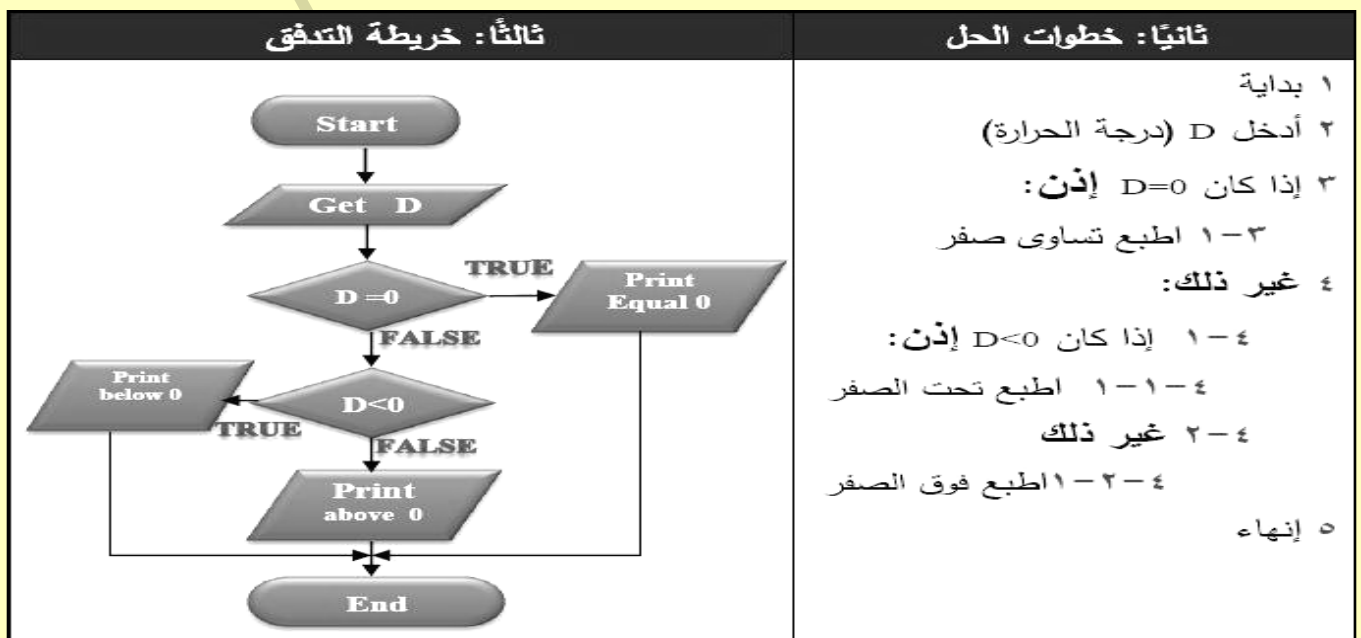 ثانيًا: خطوات الحل
١ بداية
٢ أدخل D (درجة الحرارة)
٣ إذا كان D=0 إذن:
٣-١ اطبع تساوى صفر
٤ غير ذلك:
٤-١ إذا كان D<0 إذن:
٤-١-١ اطبع تحت الصفر
٤-٢ غير ذلك
٤-٢-١ اطبع فوق الصفر
٥ إنهاء
ثالثًا: خريطة التدفق
Start
Get D
D =0
TRUE
Print
Equal 0
FALSE
D<0
TRUE
Print
below 0
FALSE
Print
above 0
End